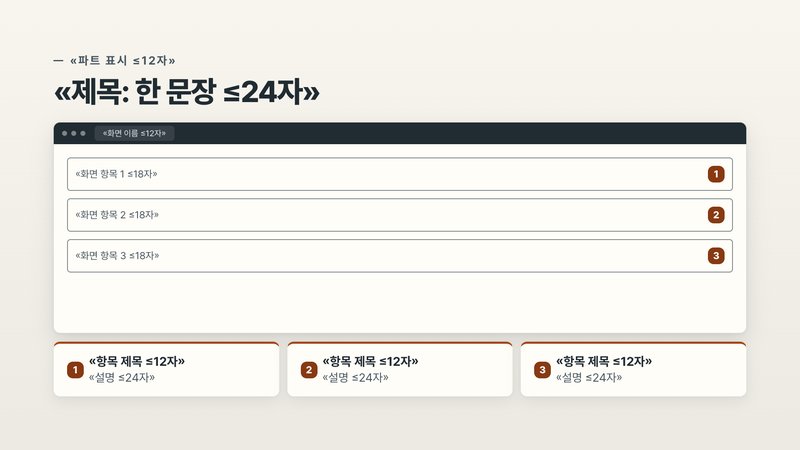 — «파트 표시 ≤12자»
«제목: 한 문장 ≤24자»
«화면 이름 ≤12자»
«화면 항목 1 ≤18자» 1
«화면 항목 2 ≤18자» 2
«화면 항목 3 ≤18자» 3
1 «항목 제목 ≤12자»
«설명 ≤24자»
2 «항목 제목 ≤12자»
«설명 ≤24자»
3 «항목 제목 ≤12자»
«설명 ≤24자»